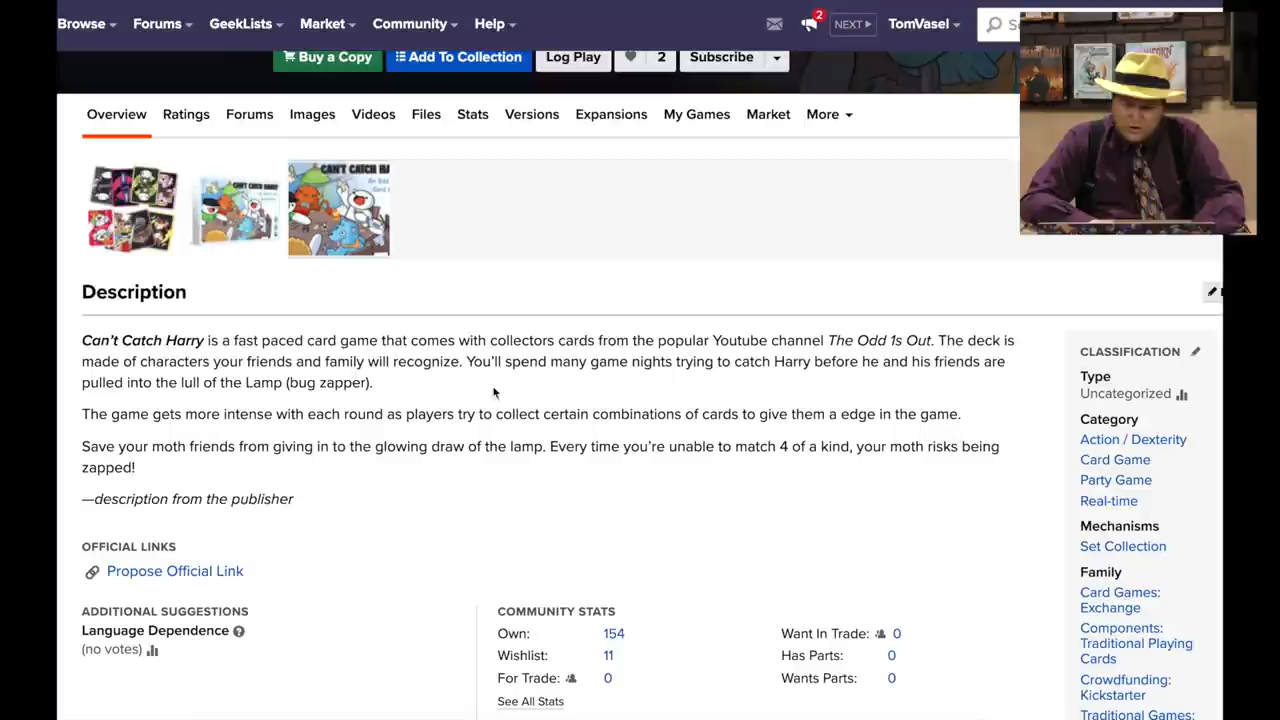 Browse Forums GeekLists Market Community Help 2 NEXT TomVasel
Buy a Copy Add To Collection Log Play 2 Subscribe
Overview Ratings Forums Images Videos Files Stats Versions Expansions My Games Market More
Description
Can't Catch Harry is a fast paced card game that comes with collectors cards from the popular Youtube channel The Odd 1s Out. The deck is
made of characters your friends and family will recognize. You'll spend many game nights trying to catch Harry before he and his friends are
pulled into the lull of the Lamp (bug zapper).
The game gets more intense with each round as players try to collect certain combinations of cards to give them a edge in the game.
Save your moth friends from giving in to the glowing draw of the lamp. Every time you're unable to match 4 of a kind, your moth risks being
zapped!
—description from the publisher
OFFICIAL LINKS
Propose Official Link
ADDITIONAL SUGGESTIONS
Language Dependence
(no votes)
COMMUNITY STATS
Own: 154
Wishlist: 11
For Trade: 0
See All Stats
Want In Trade: 0
Has Parts: 0
Wants Parts: 0
CLASSIFICATION
Type
Uncategorized
Category
Action / Dexterity
Card Game
Party Game
Real-time
Mechanisms
Set Collection
Family
Card Games:
Exchange
Components:
Traditional Playing
Cards
Crowdfunding:
Kickstarter
Traditional Games: